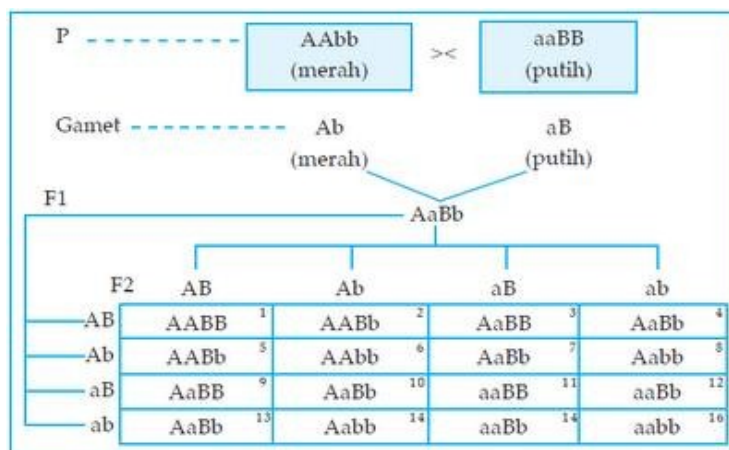 P AAbb >< aaBB
(merah) (putih)
Gamet Ab aB
(merah) (putih)
F1
AaBb
F2 AB Ab aB ab
AB AABB 1 AABb 2 AaBB 3 AaBb 4
Ab AABb 5 AAbb 6 AaBb 7 Aabb 8
aB AaBB 9 AaBb 10 aaBB 11 aaBb 12
ab AaBb 13 Aabb 14 aaBb 14 aabb 16